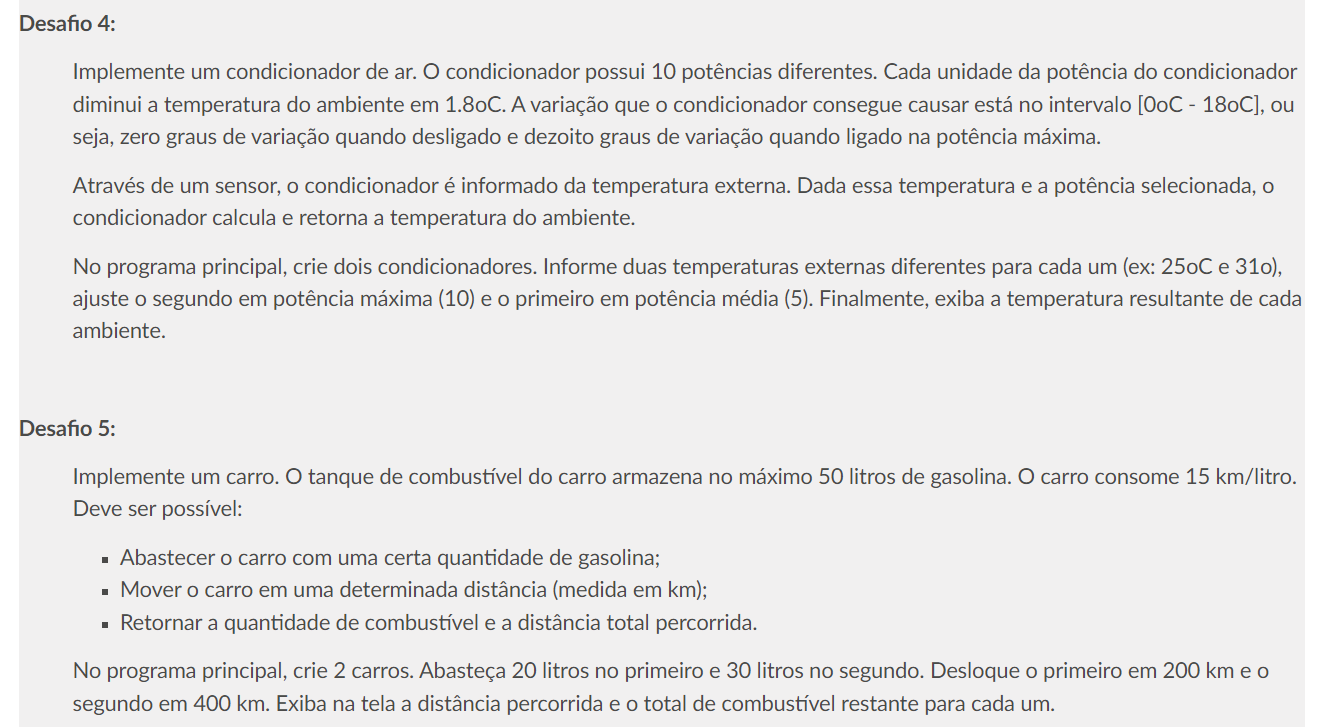 Desafio 4:
Implemente um condicionador de ar. O condicionador possui 10 potências diferentes. Cada unidade da potência do condicionador
diminui a temperatura do ambiente em 1.8oC. A variação que o condicionador consegue causar está no intervalo [0oC - 18oC], ou
seja, zero graus de variação quando desligado e dezoito graus de variação quando ligado na potência máxima.
Através de um sensor, o condicionador é informado da temperatura externa. Dada essa temperatura e a potência selecionada, o
condicionador calcula e retorna a temperatura do ambiente.
No programa principal, crie dois condicionadores. Informe duas temperaturas externas diferentes para cada um (ex: 25oC e 31o),
ajuste o segundo em potência máxima (10) e o primeiro em potência média (5). Finalmente, exiba a temperatura resultante de cada
ambiente.
Desafio 5:
Implemente um carro. O tanque de combustível do carro armazena no máximo 50 litros de gasolina. O carro consome 15 km/litro.
Deve ser possível:
▪ Abastecer o carro com uma certa quantidade de gasolina;
▪ Mover o carro em uma determinada distância (medida em km);
▪ Retornar a quantidade de combustível e a distância total percorrida.
No programa principal, crie 2 carros. Abasteça 20 litros no primeiro e 30 litros no segundo. Desloque o primeiro em 200 km e o
segundo em 400 km. Exiba na tela a distância percorrida e o total de combustível restante para cada um.